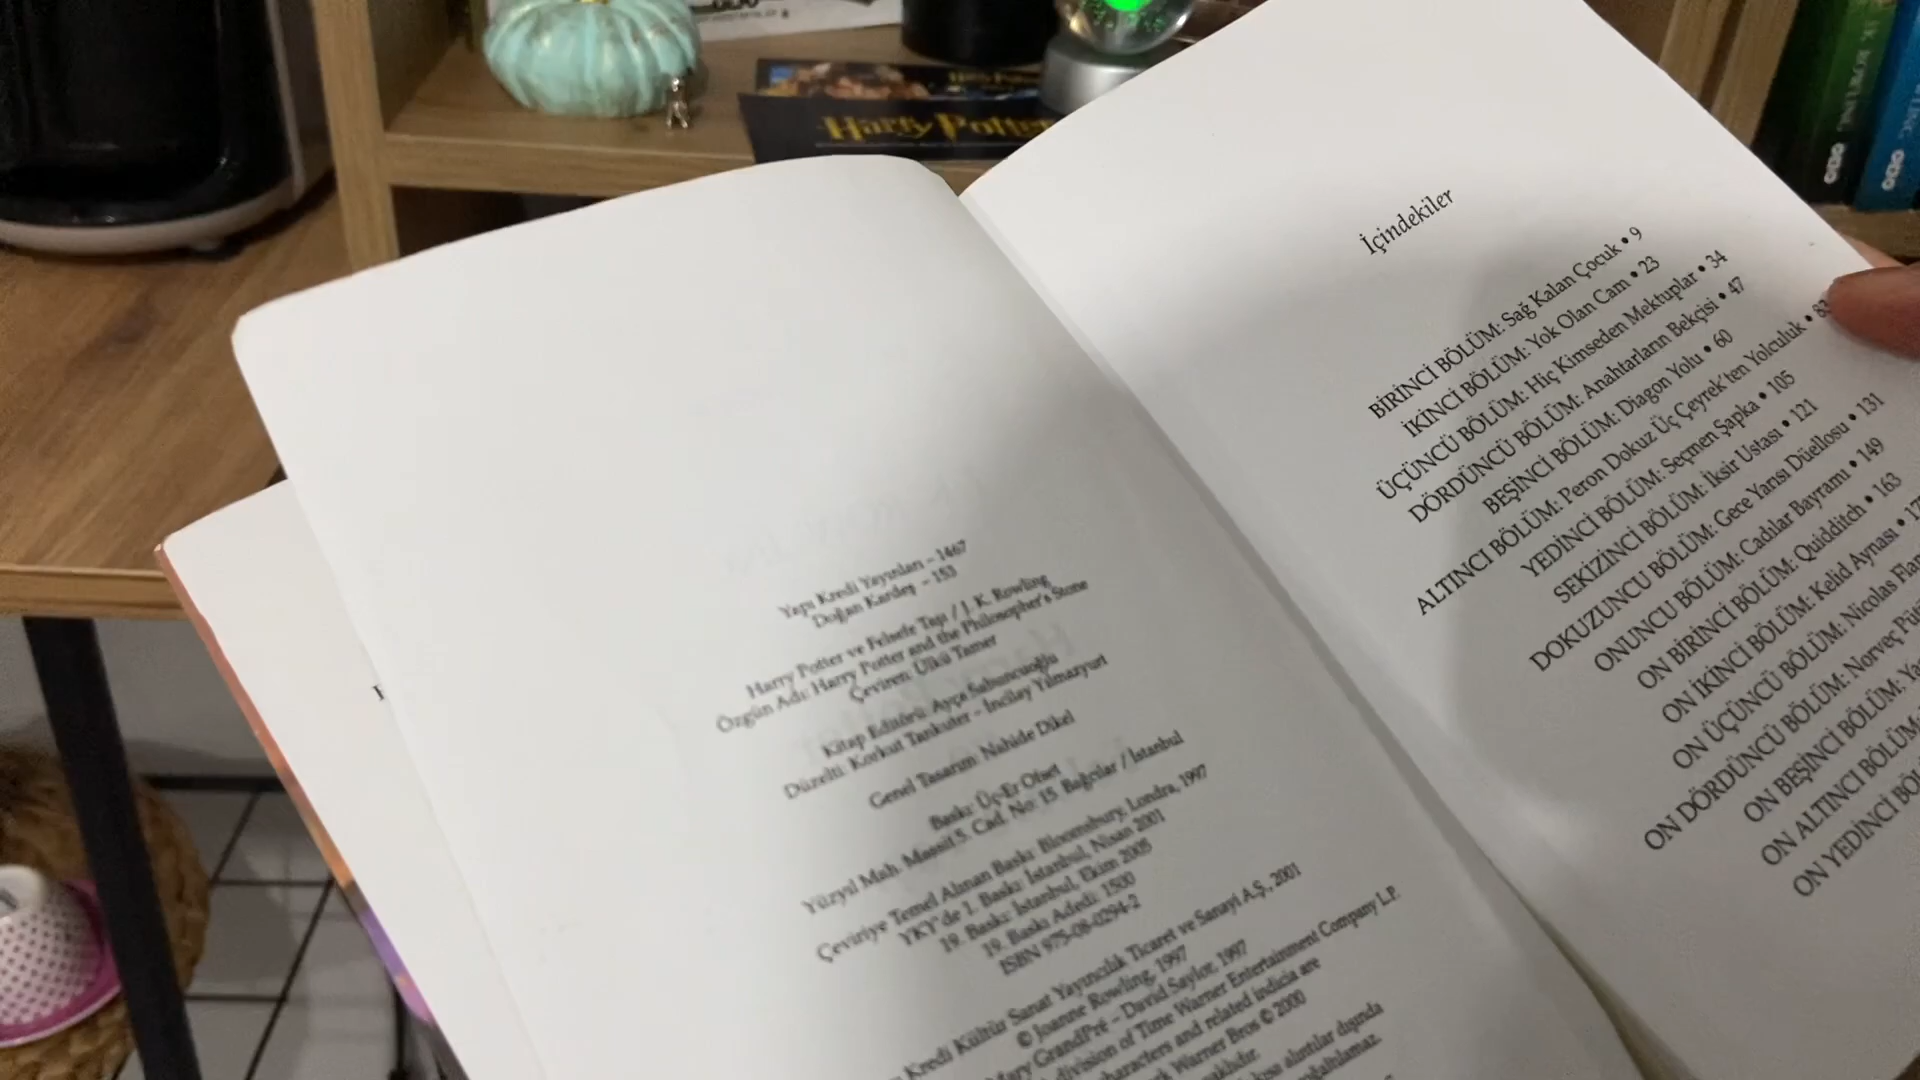 Harry Potter
Yapı Kredi Yayınları – 1467
Doğan Kardeş – 153
Harry Potter ve Felsefe Taşı / J. K. Rowling
Özgün Adı: Harry Potter and the Philosopher's Stone
Çeviren: Ülkü Tamer
Kitap Editörü: Ayça Sabuncuoğlu
Düzelti: Korkut Tankuter – İncilay Yılmazyurt
Genel Tasarım: Nahide Dikel
Baskı: Üç-Er Ofset
Yüzyıl Mah. Massit 5. Cad. No: 15 Bağcılar / İstanbul
Çeviriye Temel Alınan Baskı: Bloomsbury, Londra, 1997
YKY'de 1. Baskı: İstanbul, Nisan 2001
19. Baskı: İstanbul, Ekim 2005
19. Baskı Adedi: 1500
ISBN 975-08-0294-2
Kredi Kültür Sanat Yayıncılık Ticaret ve Sanayi A.Ş., 2001
© Joanne Rowling, 1997
Mary GrandPré – David Saylor, 1997
division of Time Warner Entertainment Company L.P.
characters and related indicia are
Warner Bros © 2000
kısa alıntılar dışında
çoğaltılamaz.
İçindekiler
BİRİNCİ BÖLÜM: Sağ Kalan Çocuk • 9
İKİNCİ BÖLÜM: Yok Olan Cam • 23
ÜÇÜNCÜ BÖLÜM: Hiç Kimseden Mektuplar • 34
DÖRDÜNCÜ BÖLÜM: Anahtarların Bekçisi • 47
BEŞİNCİ BÖLÜM: Diagon Yolu • 60
ALTINCI BÖLÜM: Peron Dokuz Üç Çeyrek'ten Yolculuk • 83
YEDİNCİ BÖLÜM: Seçmen Şapka • 105
SEKİZİNCİ BÖLÜM: İksir Ustası • 121
DOKUZUNCU BÖLÜM: Gece Yarısı Düellosu • 131
ONUNCU BÖLÜM: Cadılar Bayramı • 149
ON BİRİNCİ BÖLÜM: Quidditch • 163
ON İKİNCİ BÖLÜM: Kelid Aynası •
ON ÜÇÜNCÜ BÖLÜM: Nicolas
ON DÖRDÜNCÜ BÖLÜM: Norveç
ON BEŞİNCİ BÖLÜM:
ON ALTINCI BÖLÜM:
ON YEDİNCİ